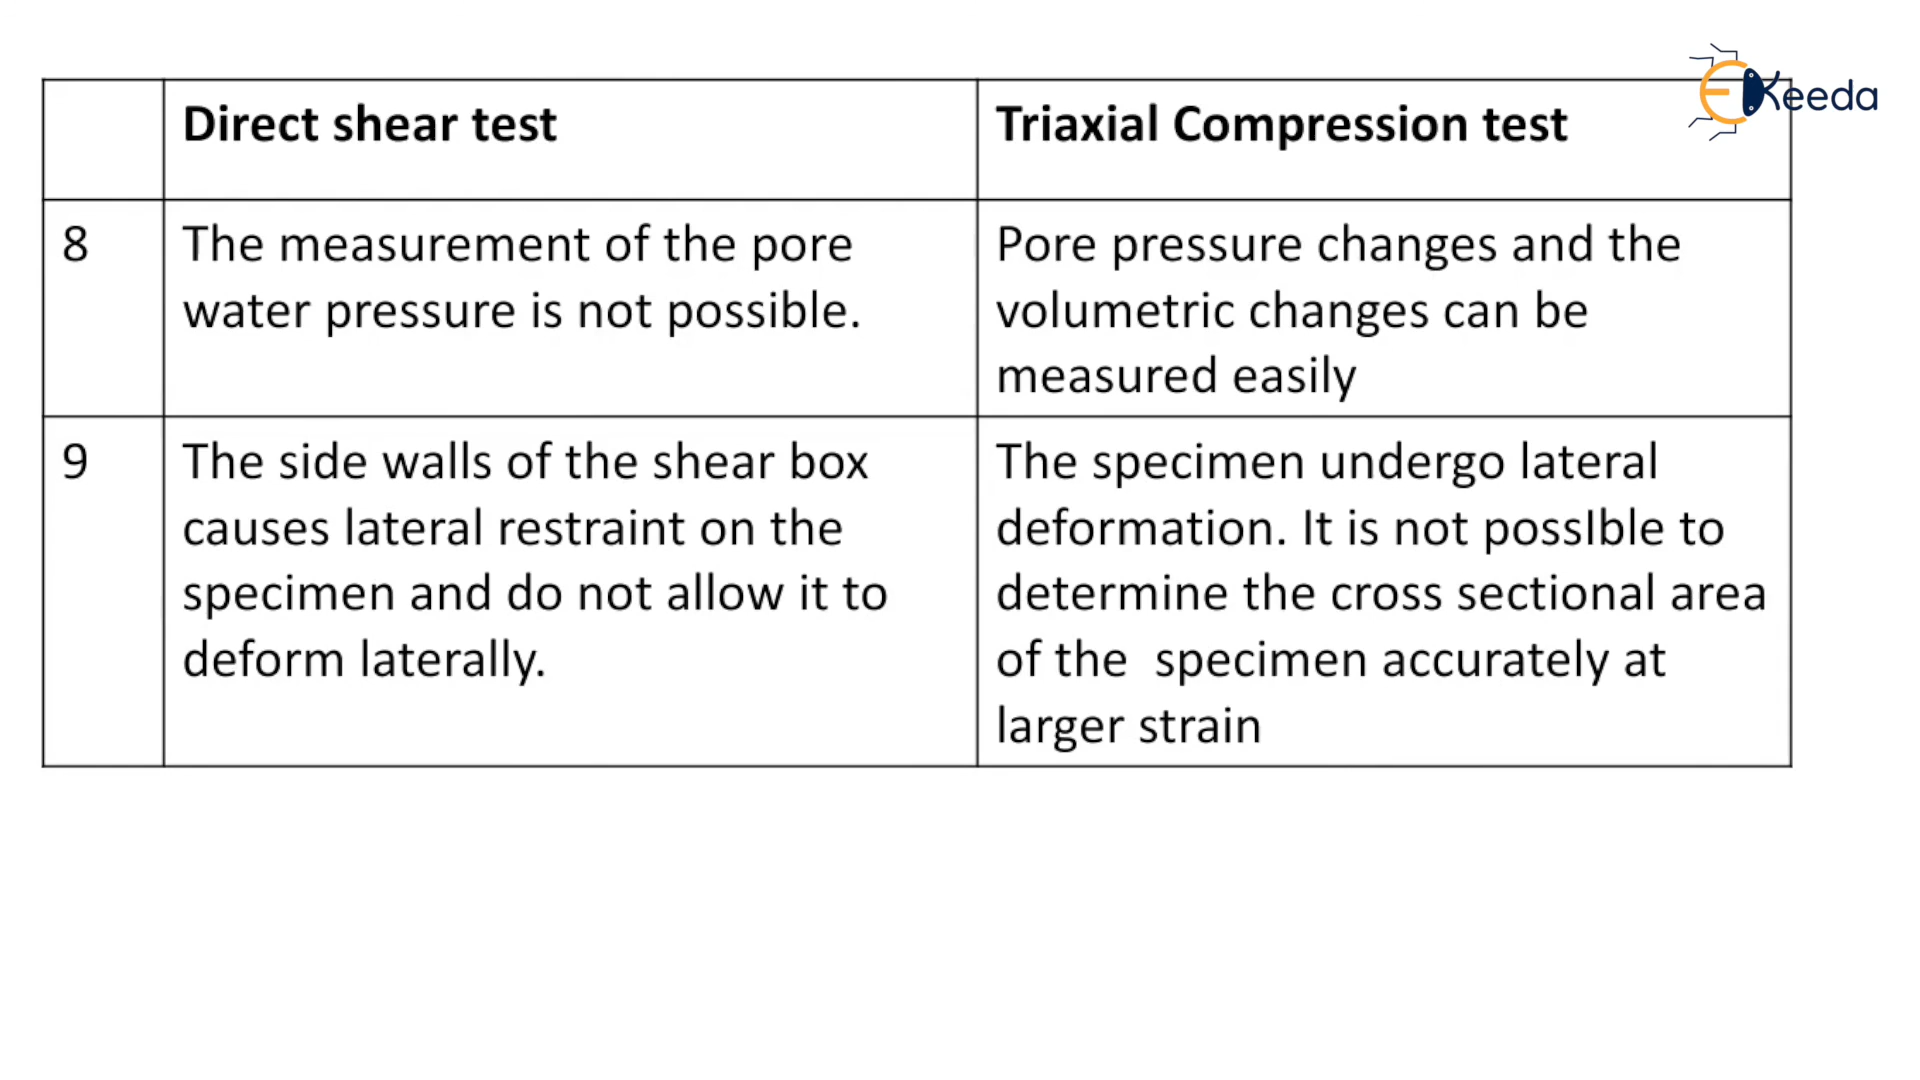 EKeeda
Direct shear test
Triaxial Compression test
8
The measurement of the pore
water pressure is not possible.
Pore pressure changes and the
volumetric changes can be
measured easily
9
The side walls of the shear box
causes lateral restraint on the
specimen and do not allow it to
deform laterally.
The specimen undergo lateral
deformation. It is not possIble to
determine the cross sectional area
of the  specimen accurately at
larger strain